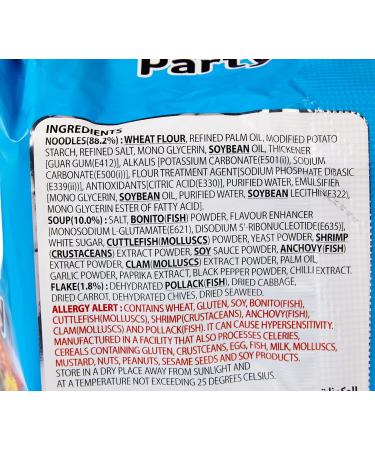 Party
INGREDIENTS
NOODLES(88.2%) : WHEAT FLOUR, REFINED PALM OIL, MODIFIED POTATO
STARCH, REFINED SALT, MONO GLYCERIN, SOYBEAN OIL, THICKENER
[GUAR GUM(E412)], ALKALIS [POTASSIUM CARBONATE(E501(i)), SODIUM
CARBONATE(E500(i))], FLOUR TREATMENT AGENT[SODIUM PHOSPHATE DIBASIC
(E339(ii))], ANTIOXIDANTS[CITRIC ACID(E330)], PURIFIED WATER, EMULSIFIER
[MONO GLYCERIN, SOYBEAN OIL, PURIFIED WATER, SOYBEAN LECITHIN(E322),
MONO GLYCERIN ESTER OF FATTY ACID].
SOUP(10.0%) : SALT, BONITO(FISH) POWDER, FLAVOUR ENHANCER
[MONOSODIUM L-GLUTAMATE(E621), DISODIUM 5'-RIBONUCLEOTIDE(E635)],
WHITE SUGAR, CUTTLEFISH(MOLLUSCS) POWDER, YEAST POWDER, SHRIMP
(CRUSTACEANS) EXTRACT POWDER, SOY SAUCE POWDER, ANCHOVY(FISH)
EXTRACT POWDER, CLAM(MOLLUSCS) EXTRACT POWDER, PALM OIL,
GARLIC POWDER, PAPRIKA EXTRACT, BLACK PEPPER POWDER, CHILLI EXTRACT.
FLAKE(1.8%) : DEHYDRATED POLLACK(FISH), DRIED CABBAGE,
DRIED CARROT, DEHYDRATED CHIVES, DRIED SEAWEED.
ALLERGY ALERT : CONTAINS WHEAT, GLUTEN, SOY, BONITO(FISH),
CUTTLEFISH(MOLLUSCS), SHRIMP(CRUSTACEANS), ANCHOVY(FISH),
CLAM(MOLLUSCS) AND POLLACK(FISH). IT CAN CAUSE HYPERSENSITIVITY.
MANUFACTURED IN A FACILITY THAT ALSO PROCESSES CELERIES,
CEREALS CONTAINING GLUTEN, CRUSTCEANS, EGG, FISH, MILK, MOLLUSCS,
MUSTARD, NUTS, PEANUTS, SESAME SEEDS AND SOY PRODUCTS.
STORE IN A DRY PLACE AWAY FROM SUNLIGHT AND
AT A TEMPERATURE NOT EXCEEDING 25 DEGREES CELSIUS.